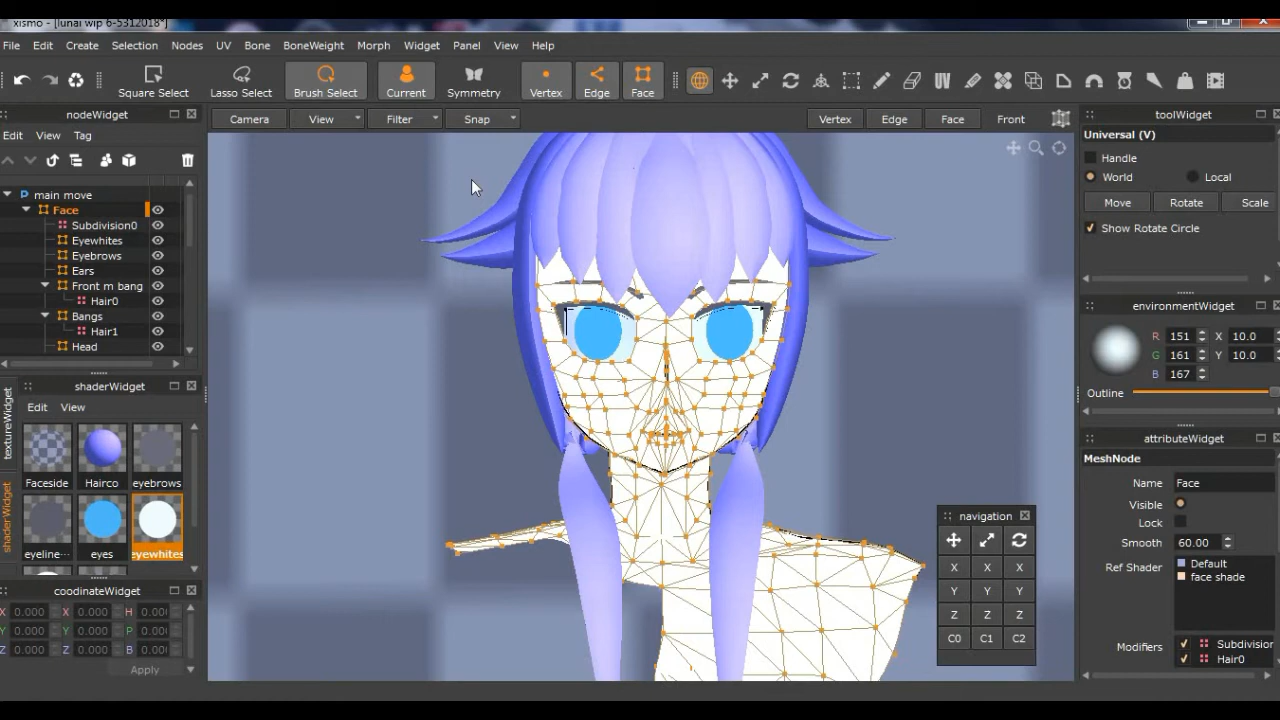 xismo - [lunai wip 6-5312018*]
File Edit Create Selection Nodes UV Bone BoneWeight Morph Widget Panel View Help
Square Select Lasso Select Brush Select Current Symmetry Vertex Edge Face
nodeWidget
Edit View Tag
main move
Face
Subdivision0
Eyewhites
Eyebrows
Ears
Front m bang
Hair0
Bangs
Hair1
Head
textureWidget
shaderWidget
shaderWidget
Edit View
Faceside Hairco eyebrows
eyeline··· eyes eyewhites
coodinateWidget
X 0.000 X 0.000 H 0.00
Y 0.000 Y 0.000 P 0.00
Z 0.000 Z 0.000 B 0.00
Apply
Camera View Filter Snap Vertex Edge Face Front
navigation
X X X
Y Y Y
Z Z Z
C0 C1 C2
toolWidget
Universal (V)
Handle
World Local
Move Rotate Scale
Show Rotate Circle
environmentWidget
R 151 X 10.0
G 161 Y 10.0
B 167
Outline
attributeWidget
MeshNode
Name Face
Visible
Lock
Smooth 60.00
Ref Shader Default
face shade
Modifiers Subdivision
Hair0